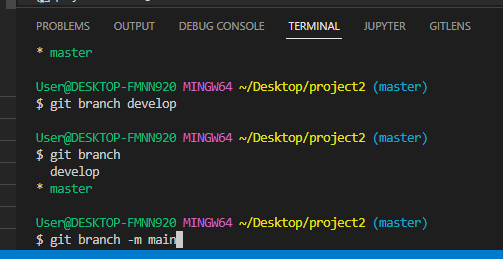 PROBLEMS OUTPUT DEBUG CONSOLE TERMINAL JUPYTER GITLENS
* master
User@DESKTOP-FMNN920 MINGW64 ~/Desktop/project2 (master)
$ git branch develop
User@DESKTOP-FMNN920 MINGW64 ~/Desktop/project2 (master)
$ git branch
develop
* master
User@DESKTOP-FMNN920 MINGW64 ~/Desktop/project2 (master)
$ git branch -m main